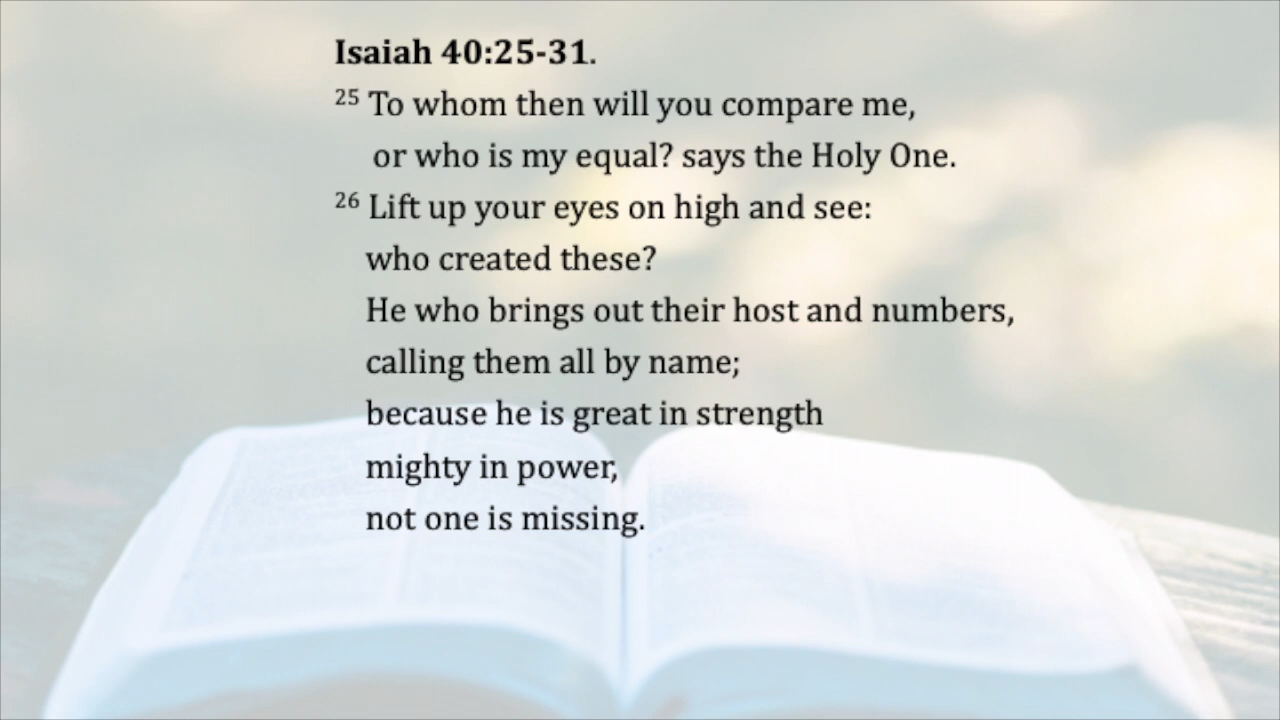 Isaiah 40:25-31.
25 To whom then will you compare me,
or who is my equal? says the Holy One.
26 Lift up your eyes on high and see:
who created these?
He who brings out their host and numbers,
calling them all by name;
because he is great in strength
mighty in power,
not one is missing.